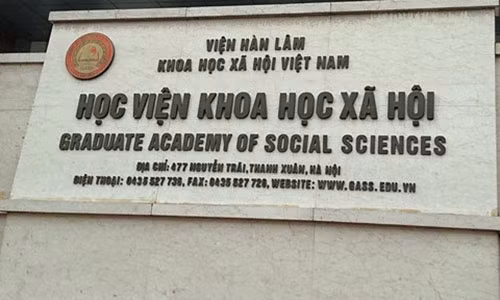 VIỆN HÀN LÂM
KHOA HỌC XÃ HỘI VIỆT NAM
HỌC VIỆN KHOA HỌC XÃ HỘI
GRADUATE ACADEMY OF SOCIAL SCIENCES
ĐỊA CHỈ: 477 NGUYỄN TRÃI, THANH XUÂN, HÀ NỘI
ĐIỆN THOẠI: 0435 527 738, FAX: 0435 527 728, WEBSITE: WWW.GASS.EDU.VN